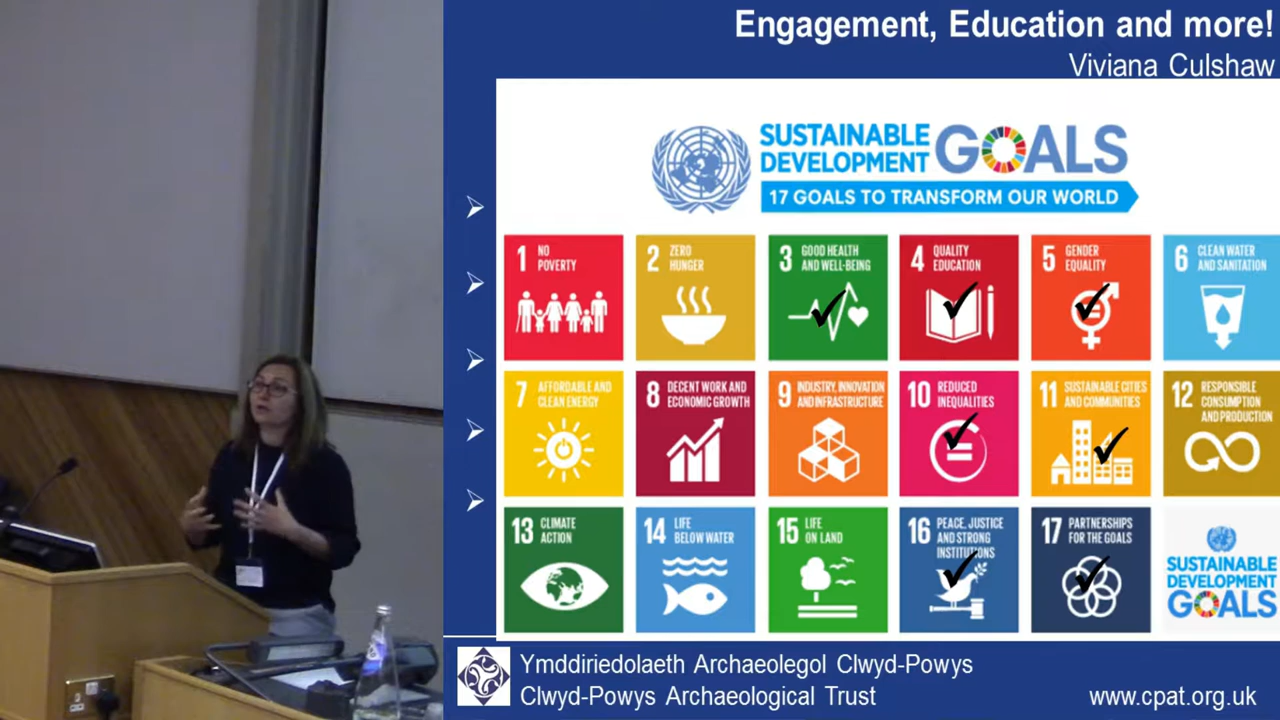 Engagement, Education and more!
Viviana Culshaw
SUSTAINABLE
DEVELOPMENT
GOALS
17 GOALS TO TRANSFORM OUR WORLD
1 NO
POVERTY
2 ZERO
HUNGER
3 GOOD HEALTH
AND WELL-BEING
4 QUALITY
EDUCATION
5 GENDER
EQUALITY
6 CLEAN WATER
AND SANITATION
7 AFFORDABLE AND
CLEAN ENERGY
8 DECENT WORK AND
ECONOMIC GROWTH
9 INDUSTRY, INNOVATION
AND INFRASTRUCTURE
10 REDUCED
INEQUALITIES
11 SUSTAINABLE CITIES
AND COMMUNITIES
12 RESPONSIBLE
CONSUMPTION
AND PRODUCTION
13 CLIMATE
ACTION
14 LIFE
BELOW WATER
15 LIFE
ON LAND
16 PEACE, JUSTICE
AND STRONG
INSTITUTIONS
17 PARTNERSHIPS
FOR THE GOALS
SUSTAINABLE
DEVELOPMENT
GOALS
Ymddiriedolaeth Archaeolegol Clwyd-Powys
Clwyd-Powys Archaeological Trust
www.cpat.org.uk